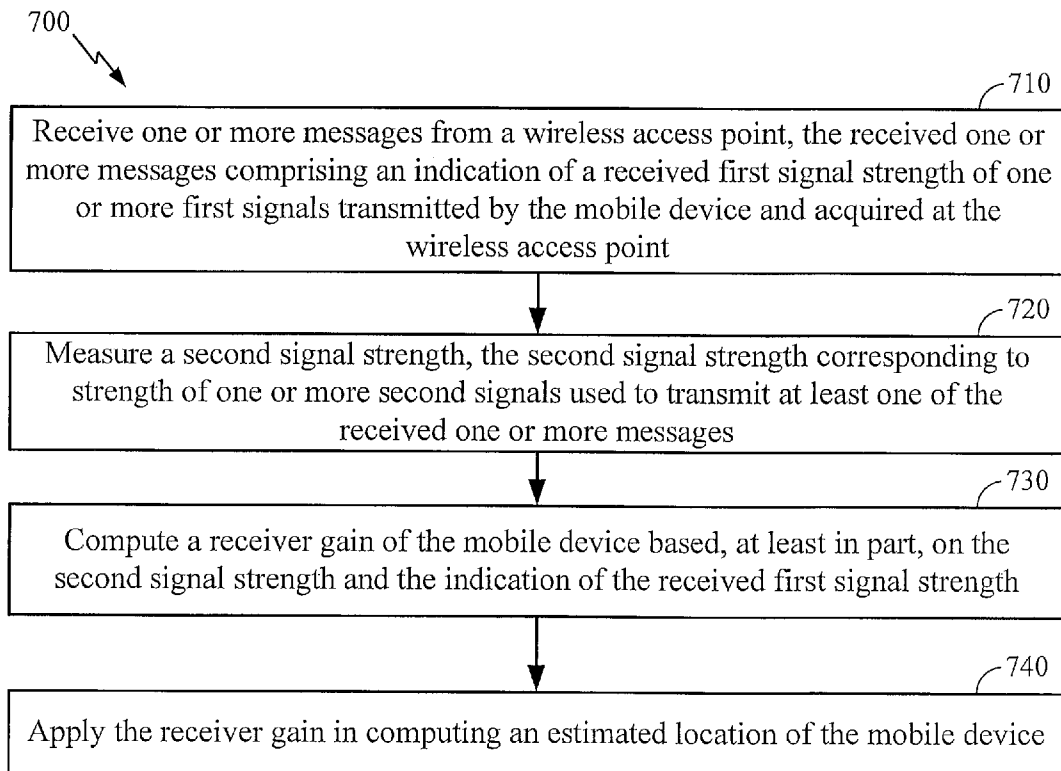 700
710
Receive one or more messages from a wireless access point, the received one or
more messages comprising an indication of a received first signal strength of one
or more first signals transmitted by the mobile device and acquired at the
wireless access point
720
Measure a second signal strength, the second signal strength corresponding to
strength of one or more second signals used to transmit at least one of the
received one or more messages
730
Compute a receiver gain of the mobile device based, at least in part, on the
second signal strength and the indication of the received first signal strength
740
Apply the receiver gain in computing an estimated location of the mobile device